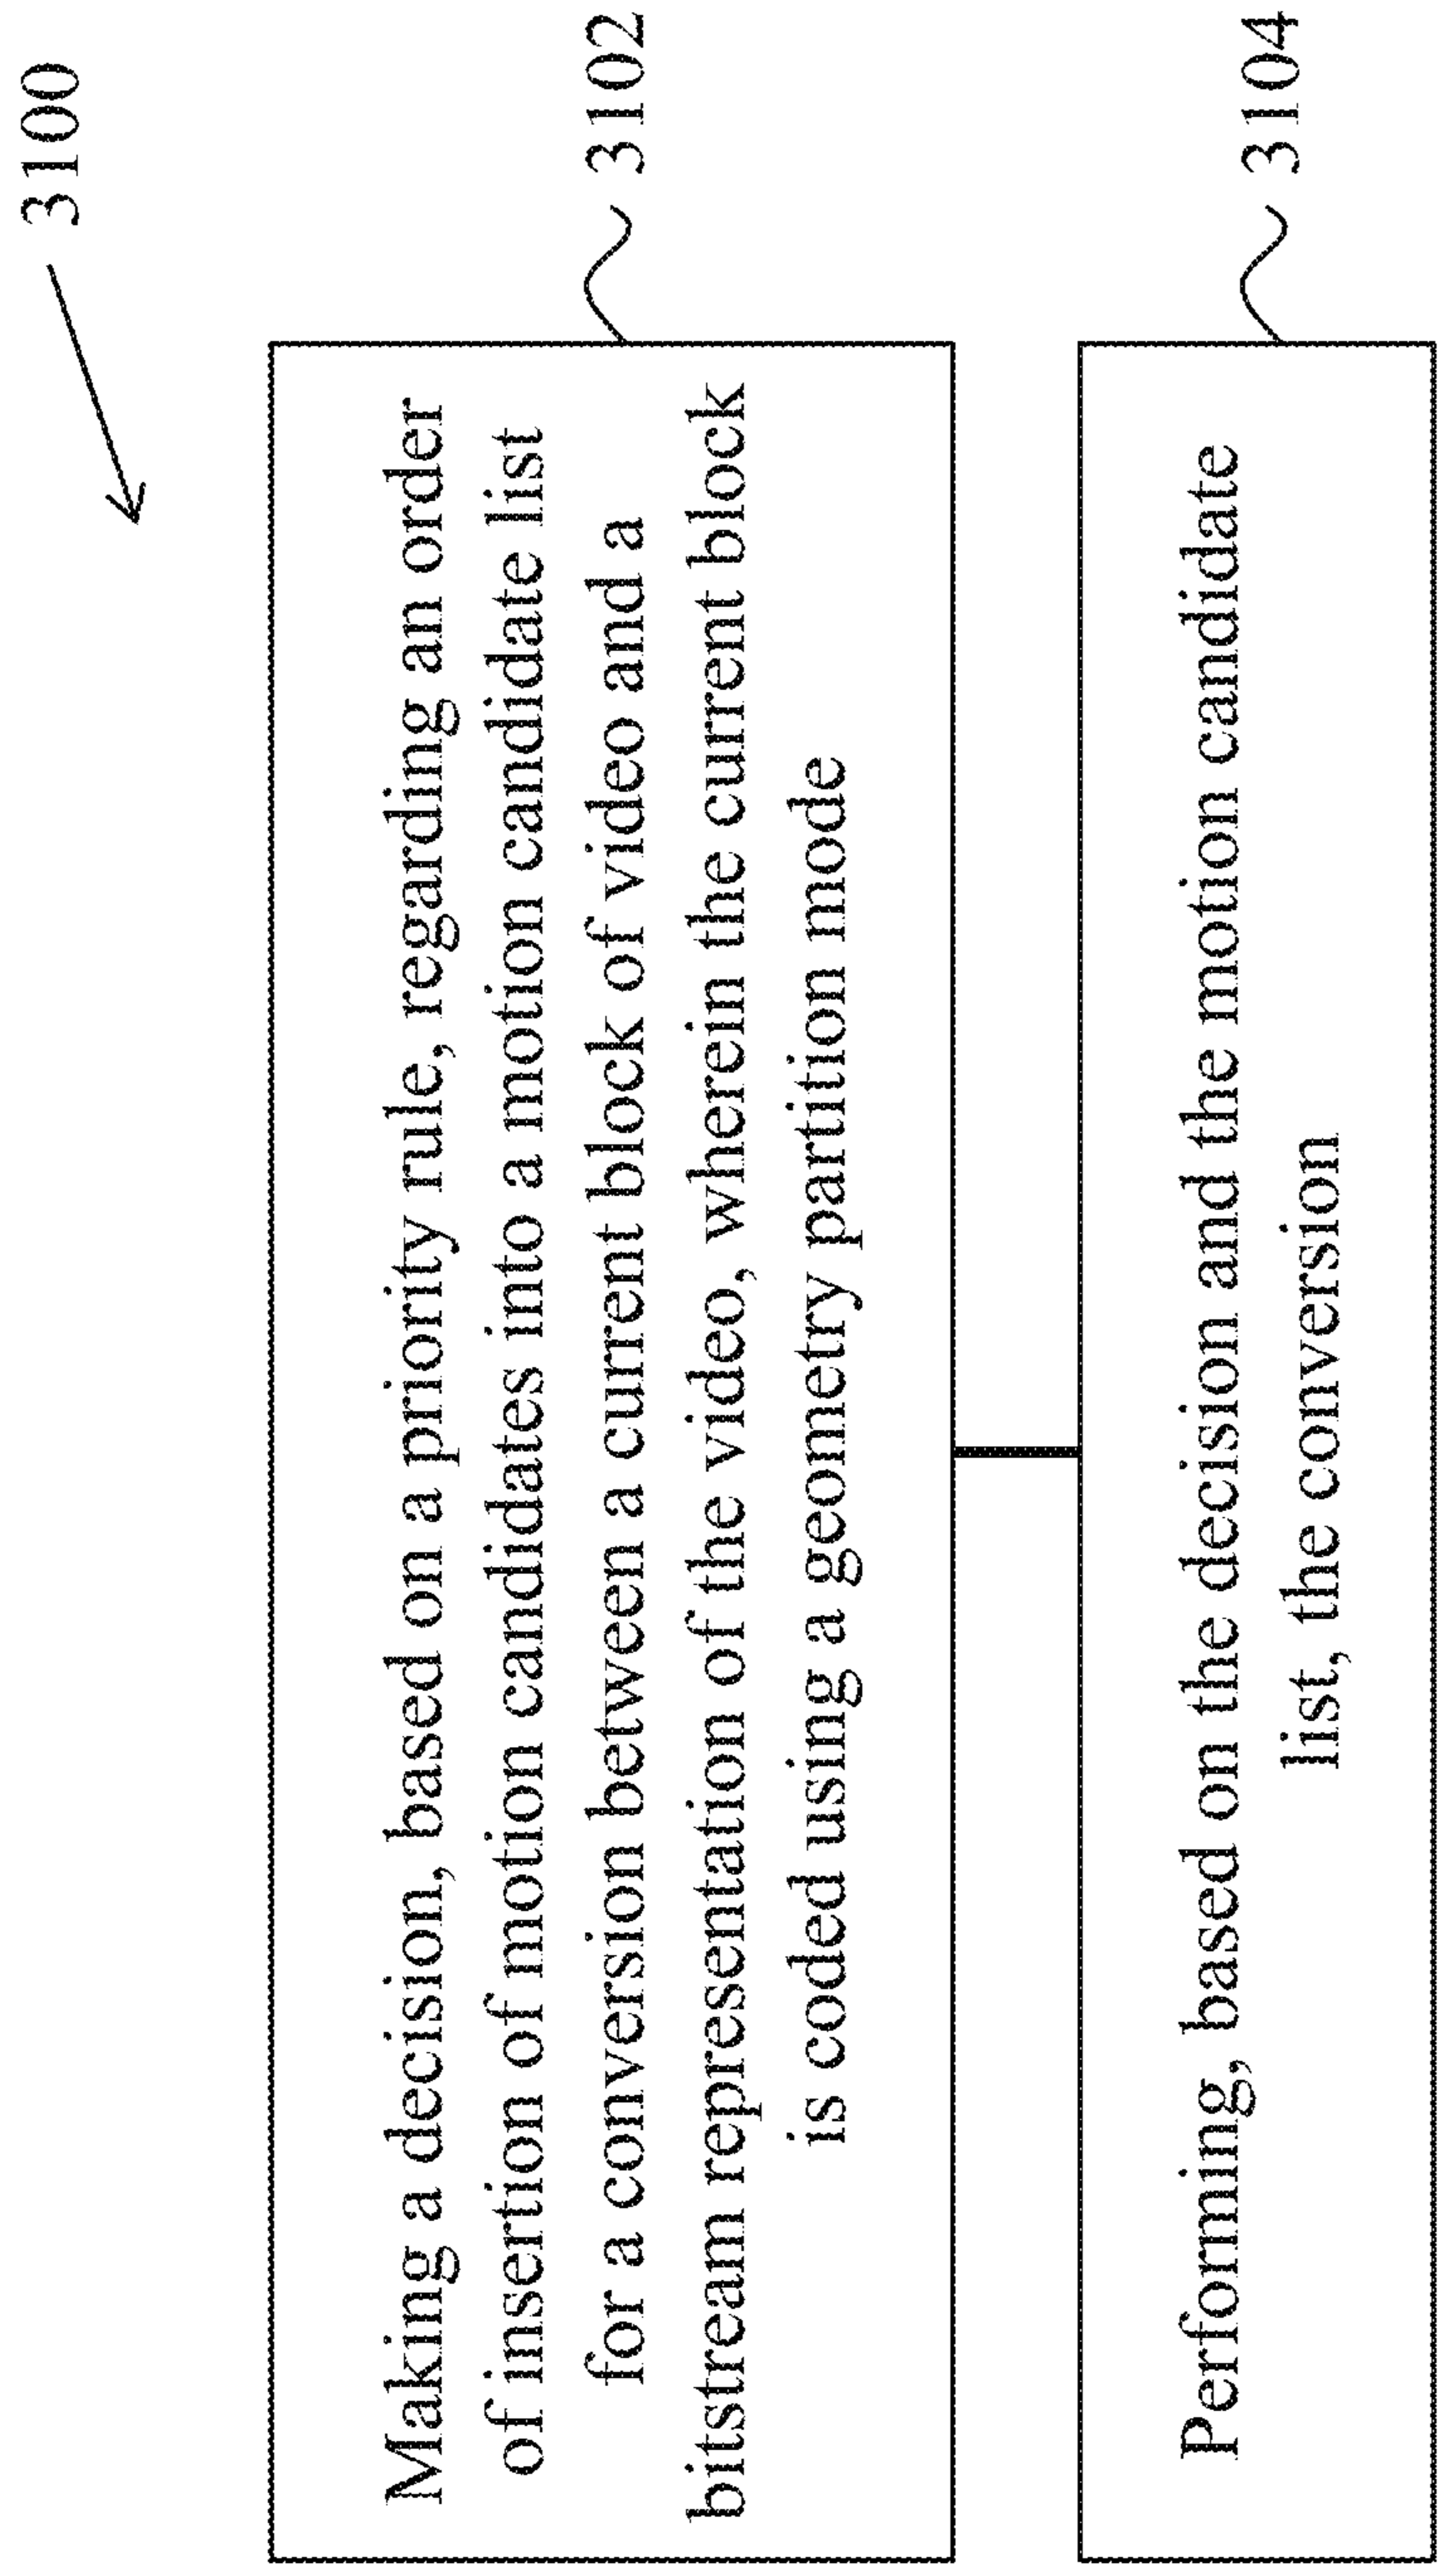 3100
Making a decision, based on a priority rule, regarding an order
of insertion of motion candidates into a motion candidate list
for a conversion between a current block of video and a
bitstream representation of the video, wherein the current block
is coded using a geometry partition mode
3102
Performing, based on the decision and the motion candidate
list, the conversion
3104